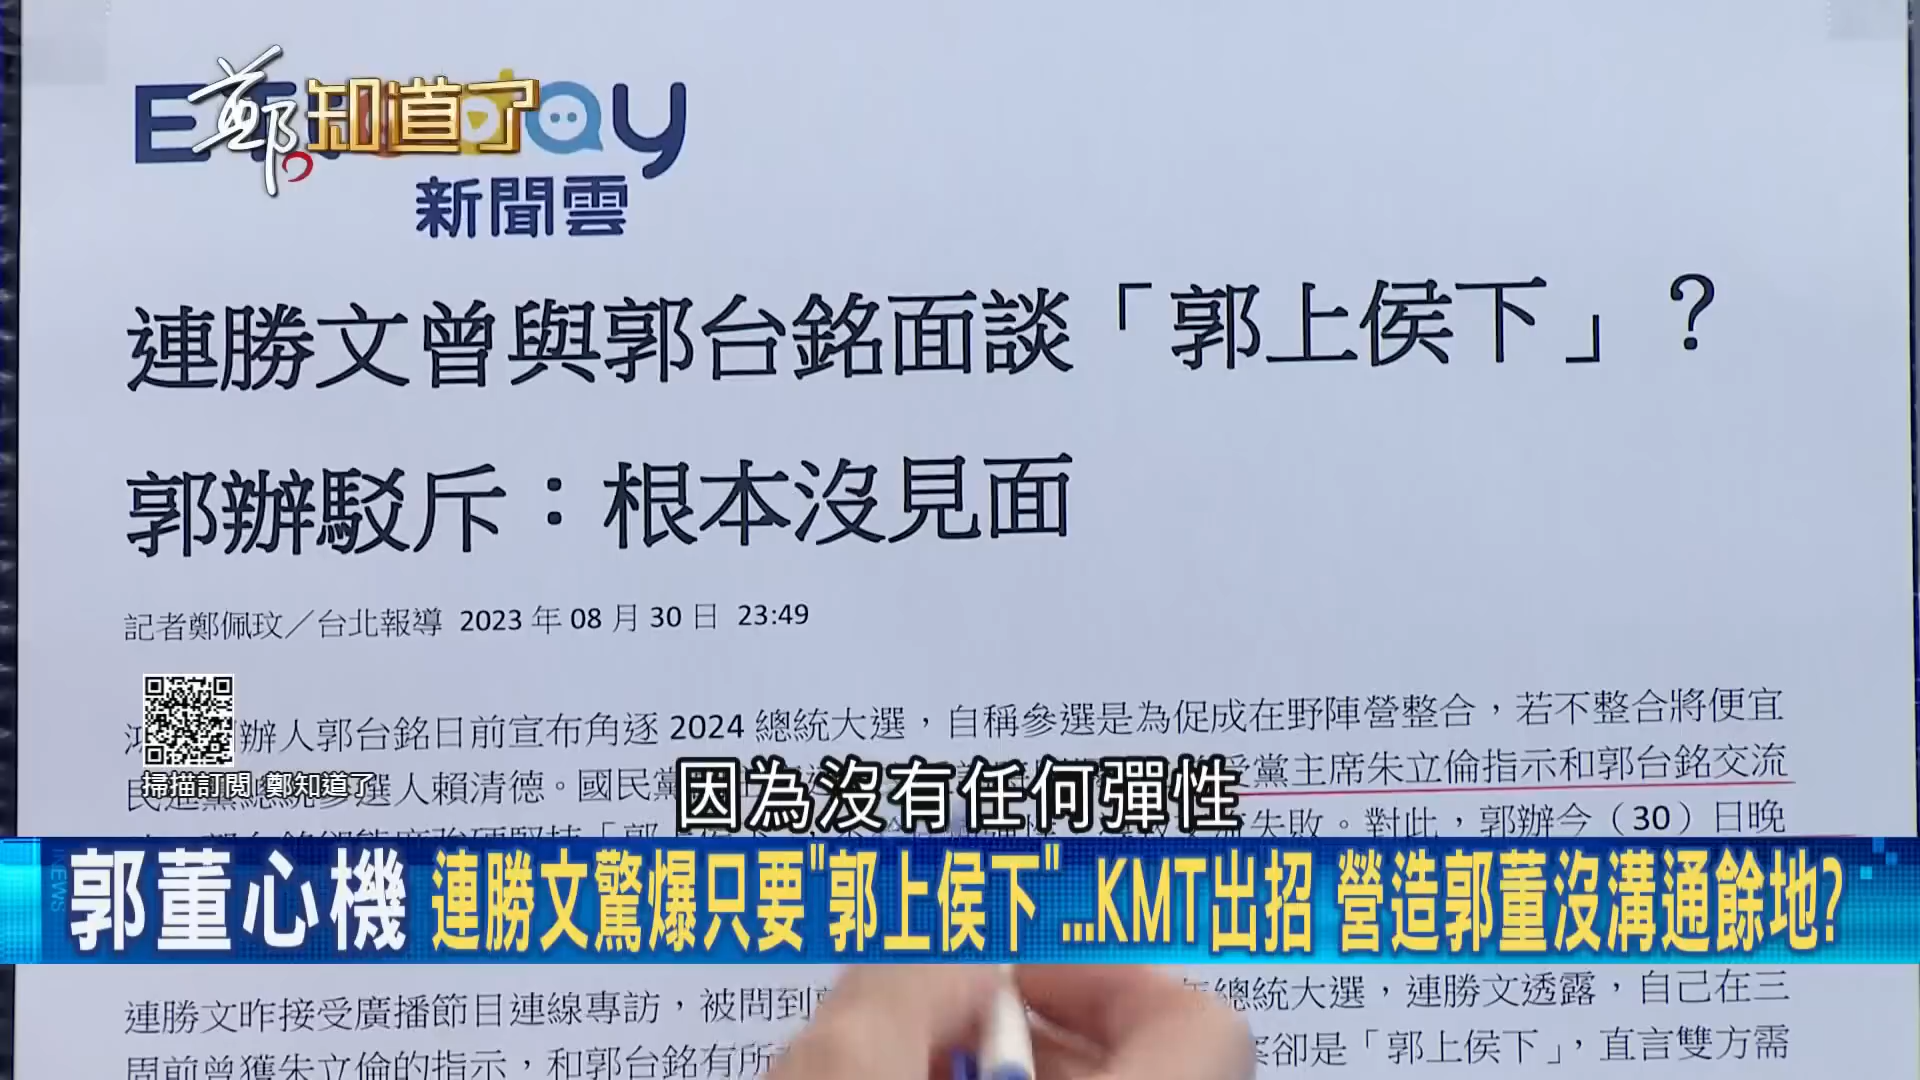 鄭知道了
新聞雲
連勝文曾與郭台銘面談「郭上侯下」？
郭辦駁斥：根本沒見面
記者鄭佩玟／台北報導 2023 年 08 月 30 日 23:49
辦人郭台銘日前宣布角逐 2024 總統大選，自稱參選是為促成在野陣營整合，若不整合將便宜
民進黨總統參選人賴清德。國民黨 受黨主席朱立倫指示和郭台銘交流
失敗。對此，郭辦今（30）日晚
掃描訂閱 鄭知道了
因為沒有任何彈性
郭董心機 連勝文驚爆只要"郭上侯下"...KMT出招 營造郭董沒溝通餘地?
連勝文昨接受廣播節目連線專訪，被問到 總統大選，連勝文透露，自己在三
周前曾獲朱立倫的指示，和郭台銘有所 卻是「郭上侯下」，直言雙方需